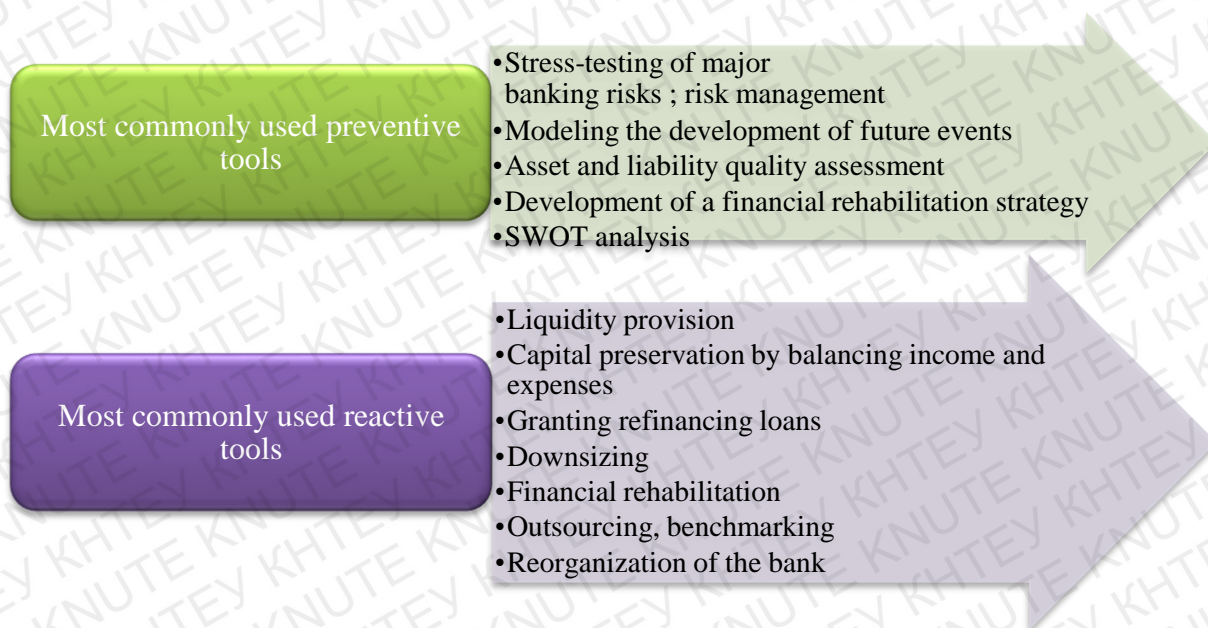 Most commonly used preventive
tools
•Stress-testing of major
banking risks ; risk management
•Modeling the development of future events
•Asset and liability quality assessment
•Development of a financial rehabilitation strategy
•SWOT analysis
Most commonly used reactive
tools
•Liquidity provision
•Capital preservation by balancing income and
expenses
•Granting refinancing loans
•Downsizing
•Financial rehabilitation
•Outsourcing, benchmarking
•Reorganization of the bank